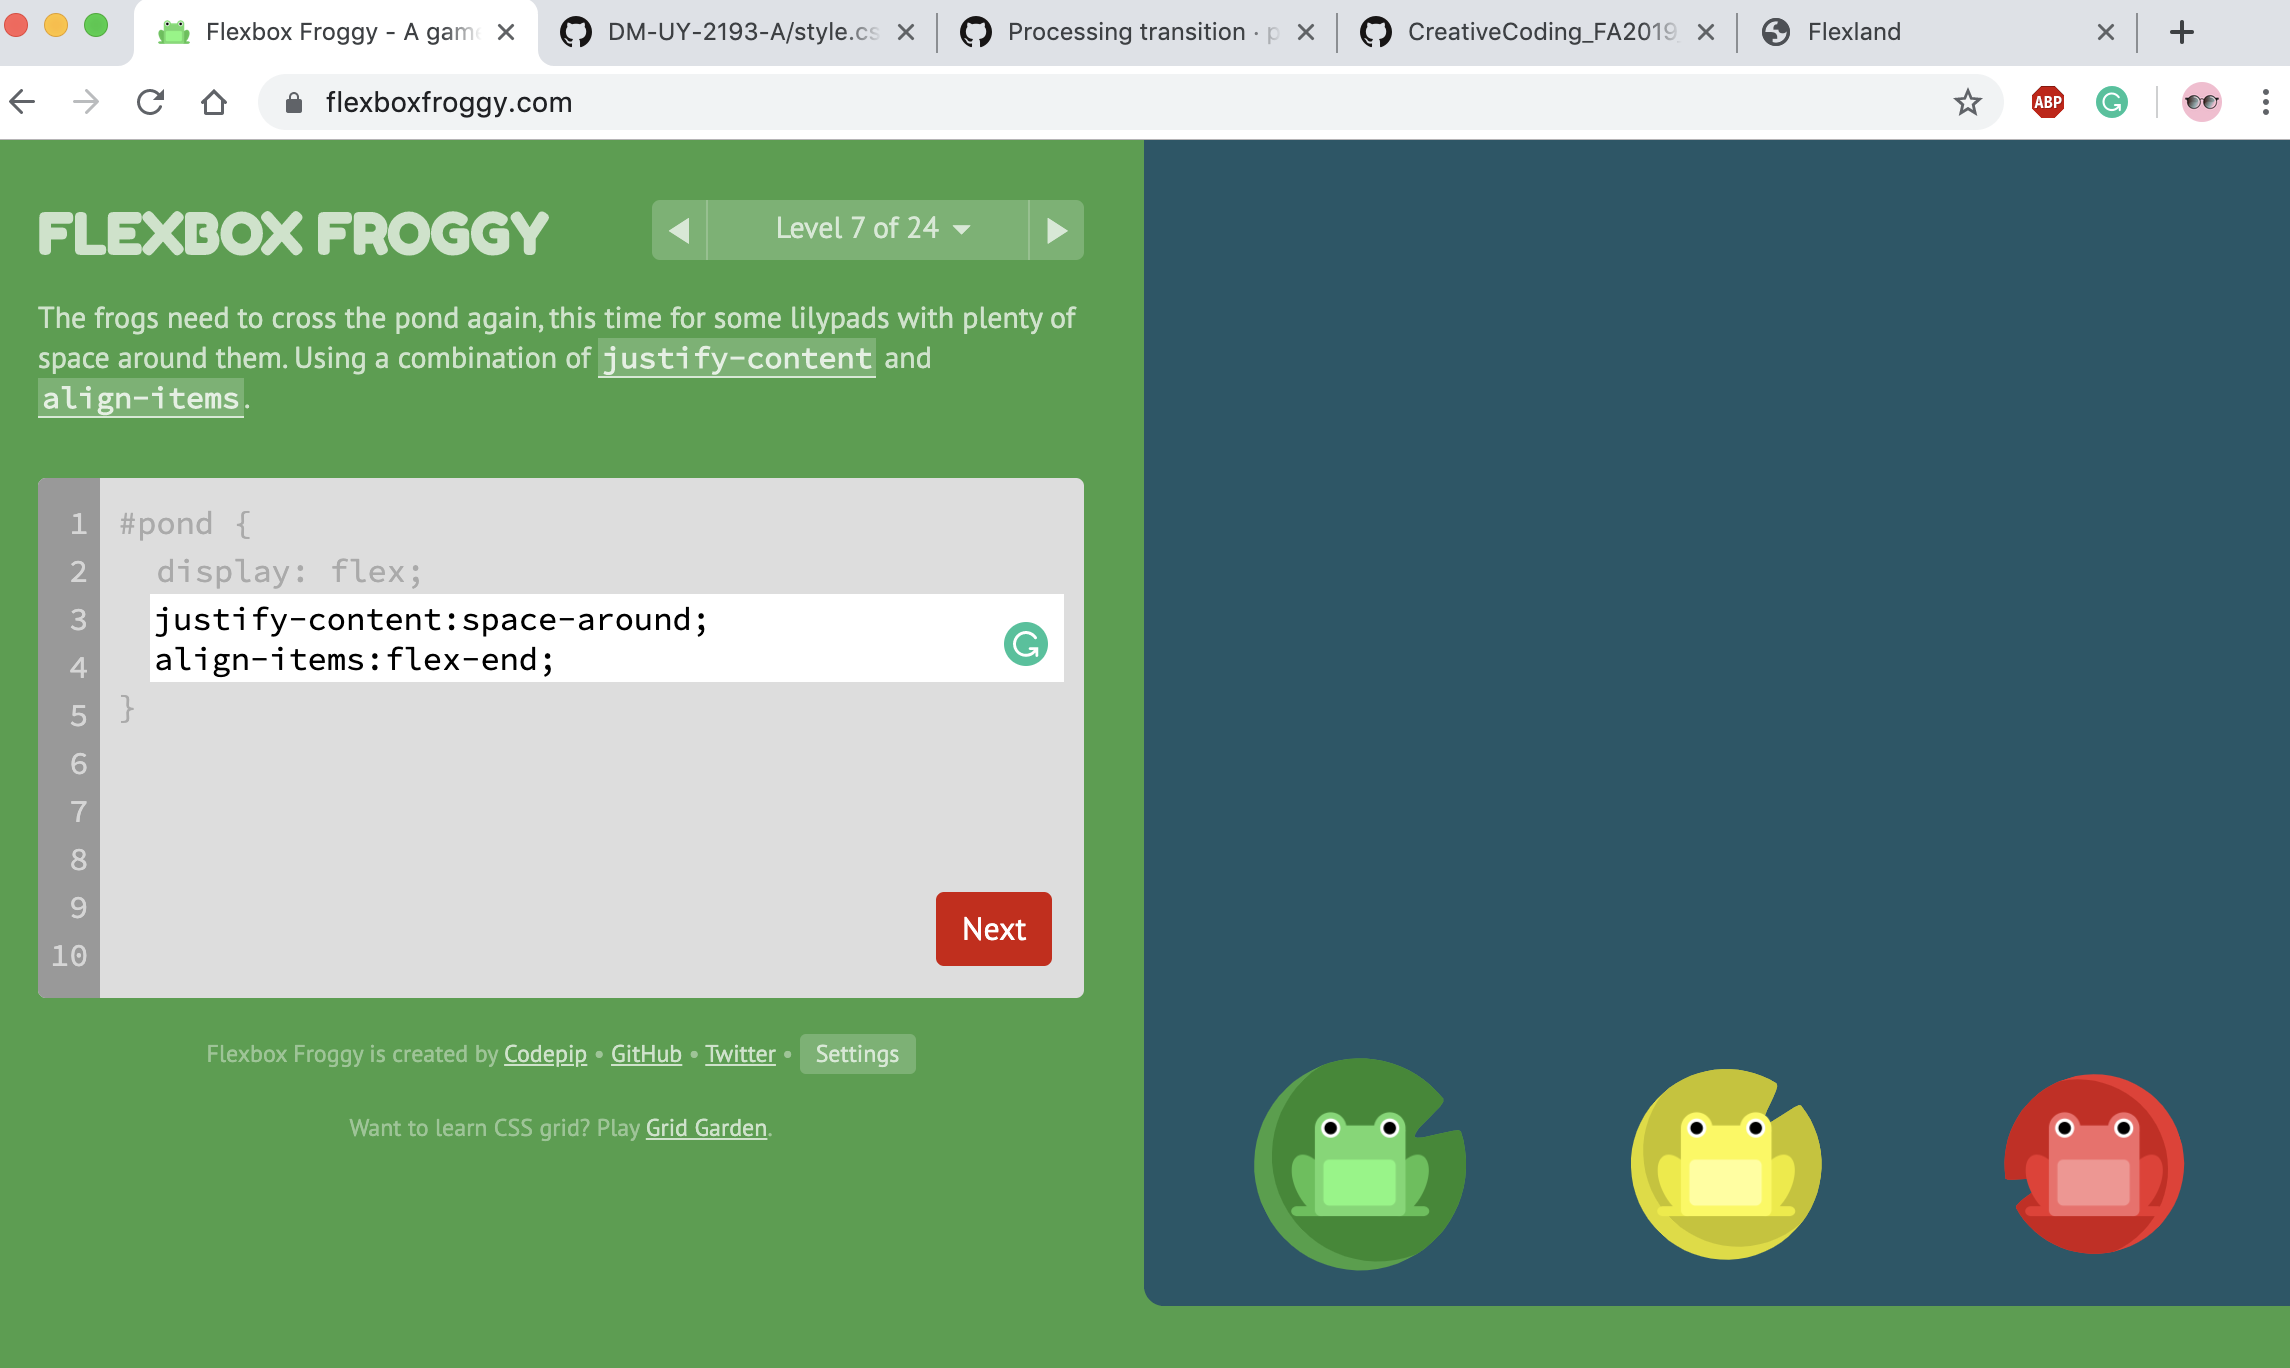 Flexbox Froggy - A game
DM-UY-2193-A/style.cs
Processing transition · p
CreativeCoding_FA2019
Flexland
flexboxfroggy.com
ABP
FLEXBOX FROGGY
Level 7 of 24
The frogs need to cross the pond again, this time for some lilypads with plenty of
space around them. Using a combination of justify-content and
align-items.
1 #pond {
2 display: flex;
3 justify-content:space-around;
4 align-items:flex-end;
5 }
6
7
8
9
10
Next
Flexbox Froggy is created by Codepip • GitHub • Twitter • Settings
Want to learn CSS grid? Play Grid Garden.